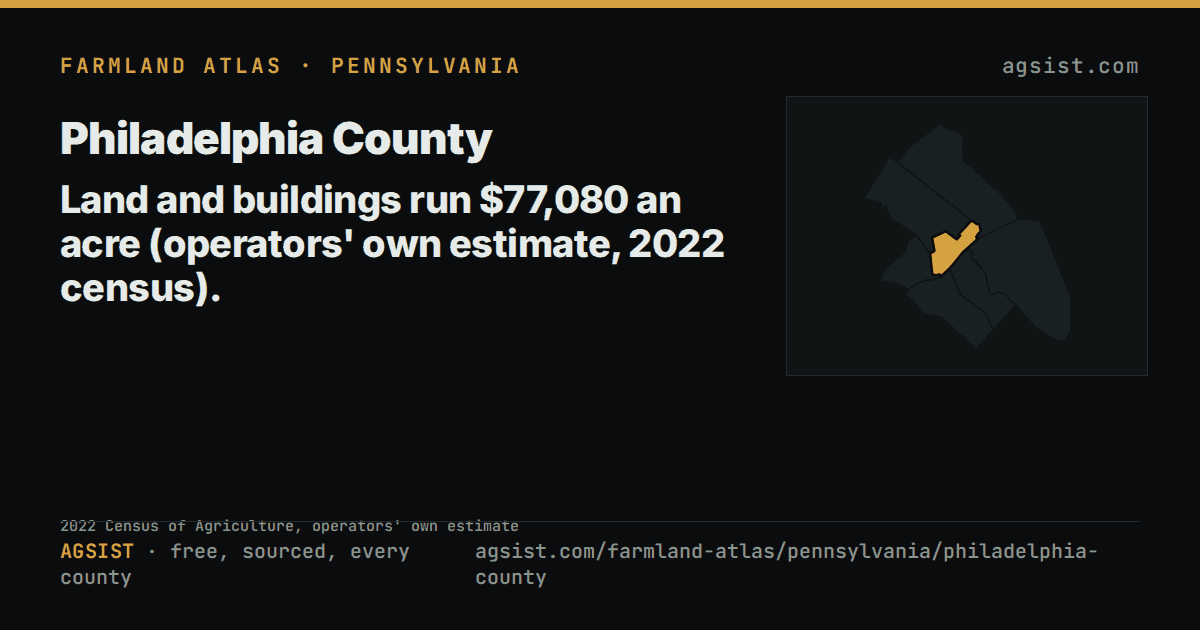 FARMLAND ATLAS · PENNSYLVANIA
agsist.com
Philadelphia County
Land and buildings run $77,080 an
acre (operators' own estimate, 2022
census).
2022 Census of Agriculture, operators' own estimate
AGSIST · free, sourced, every
county
agsist.com/farmland-atlas/pennsylvania/philadelphia-
county